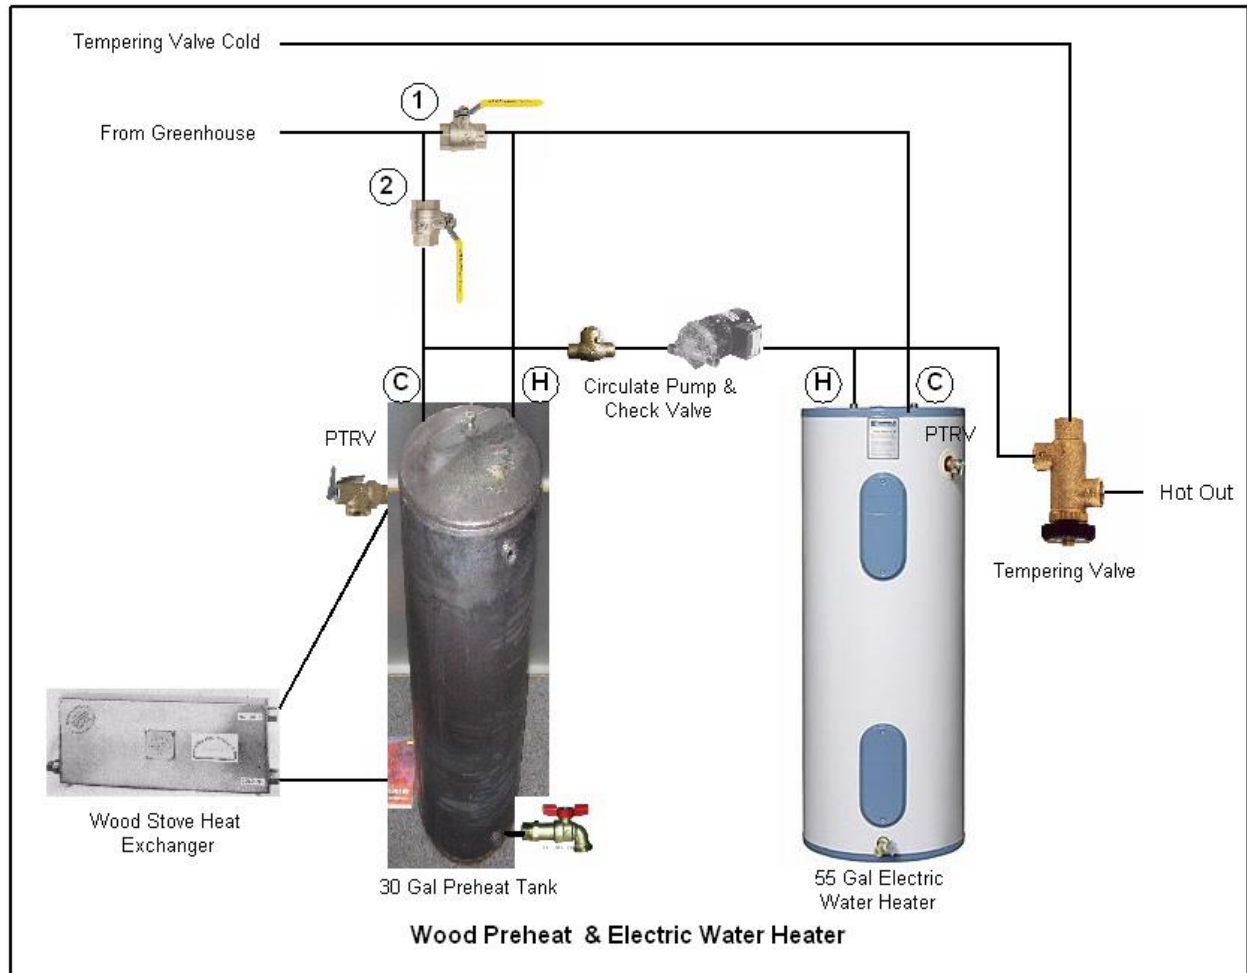 Tempering Valve Cold
1
From Greenhouse
2
C
H
Circulate Pump &
Check Valve
H
C
PTRV
PTRV
Hot Out
Tempering Valve
Wood Stove Heat
Exchanger
30 Gal Preheat Tank
55 Gal Electric
Water Heater
Wood Preheat & Electric Water Heater